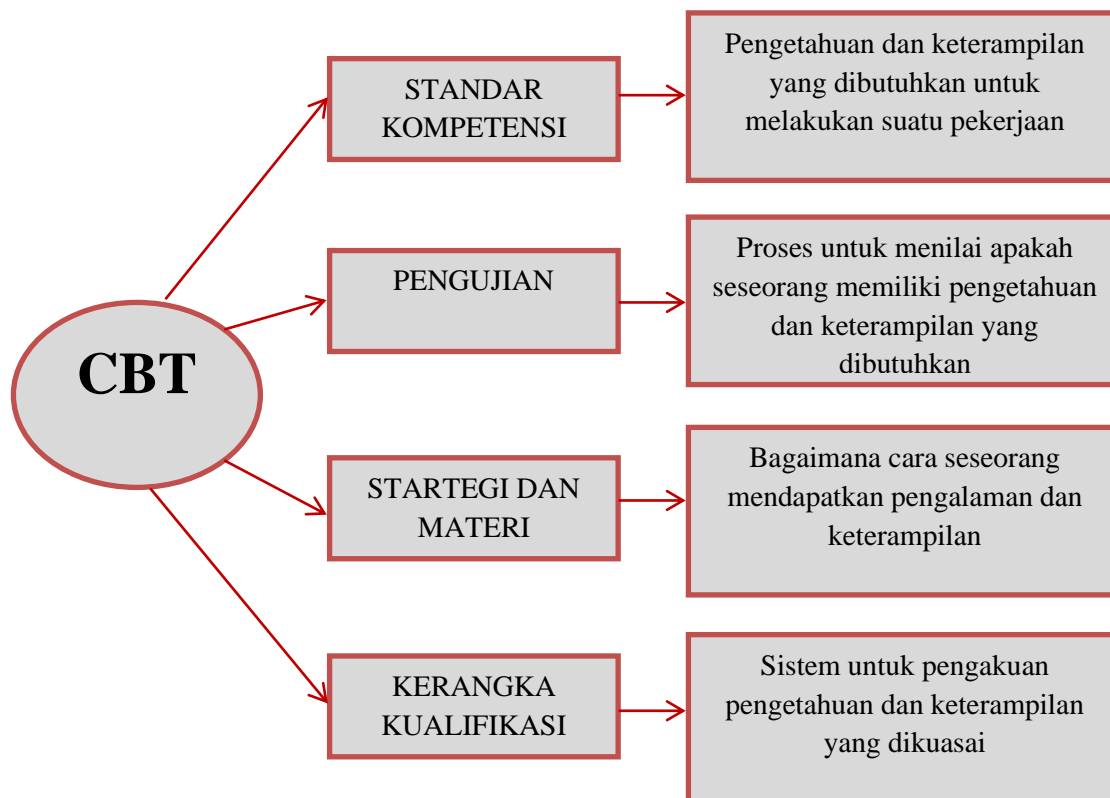 CBT
STANDAR
KOMPETENSI
Pengetahuan dan keterampilan
yang dibutuhkan untuk
melakukan suatu pekerjaan
PENGUJIAN
Proses untuk menilai apakah
seseorang memiliki pengetahuan
dan keterampilan yang
dibutuhkan
STARTEGI DAN
MATERI
Bagaimana cara seseorang
mendapatkan pengalaman dan
keterampilan
KERANGKA
KUALIFIKASI
Sistem untuk pengakuan
pengetahuan dan keterampilan
yang dikuasai